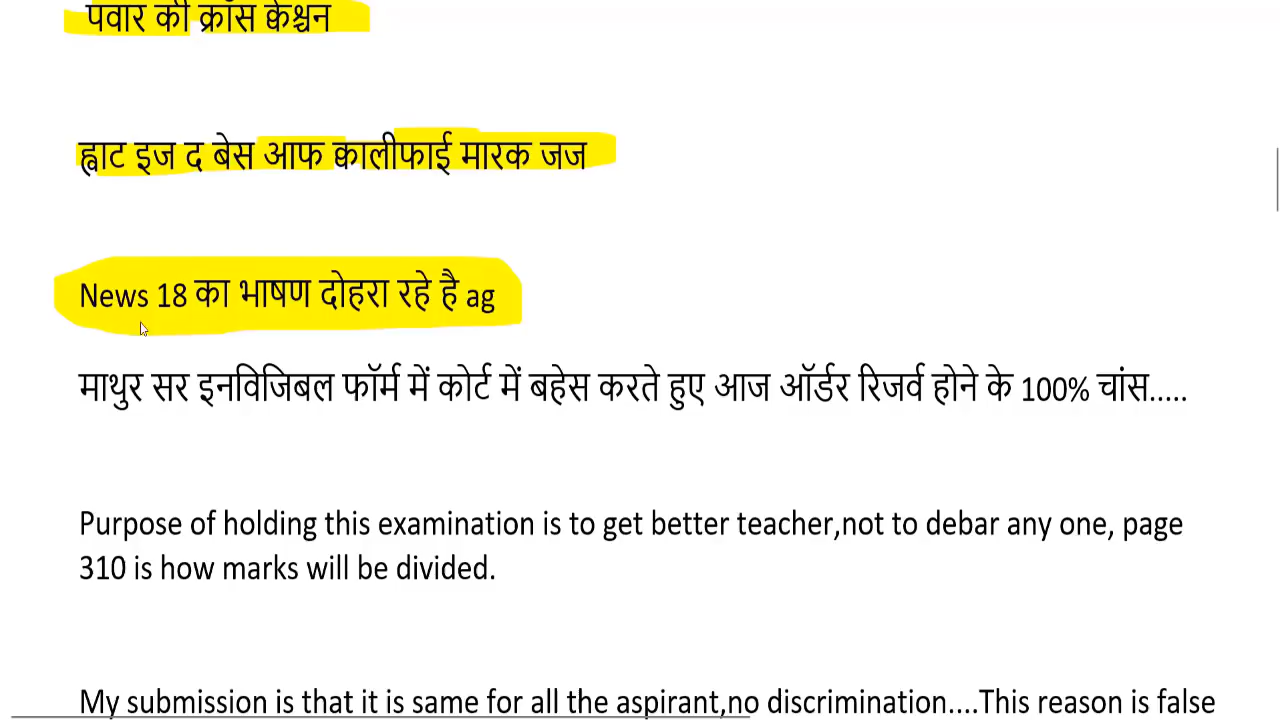 पवार की क्रॉस क्वेश्चन
ह्वाट इज द बेस आफ क्वालीफाई मारक जज
News 18 का भाषण दोहरा रहे है ag
माथुर सर इनविजिबल फॉर्म में कोर्ट में बहेस करते हुए आज ऑर्डर रिजर्व होने के 100% चांस.....
Purpose of holding this examination is to get better teacher,not to debar any one, page
310 is how marks will be divided.
My submission is that it is same for all the aspirant,no discrimination....This reason is false